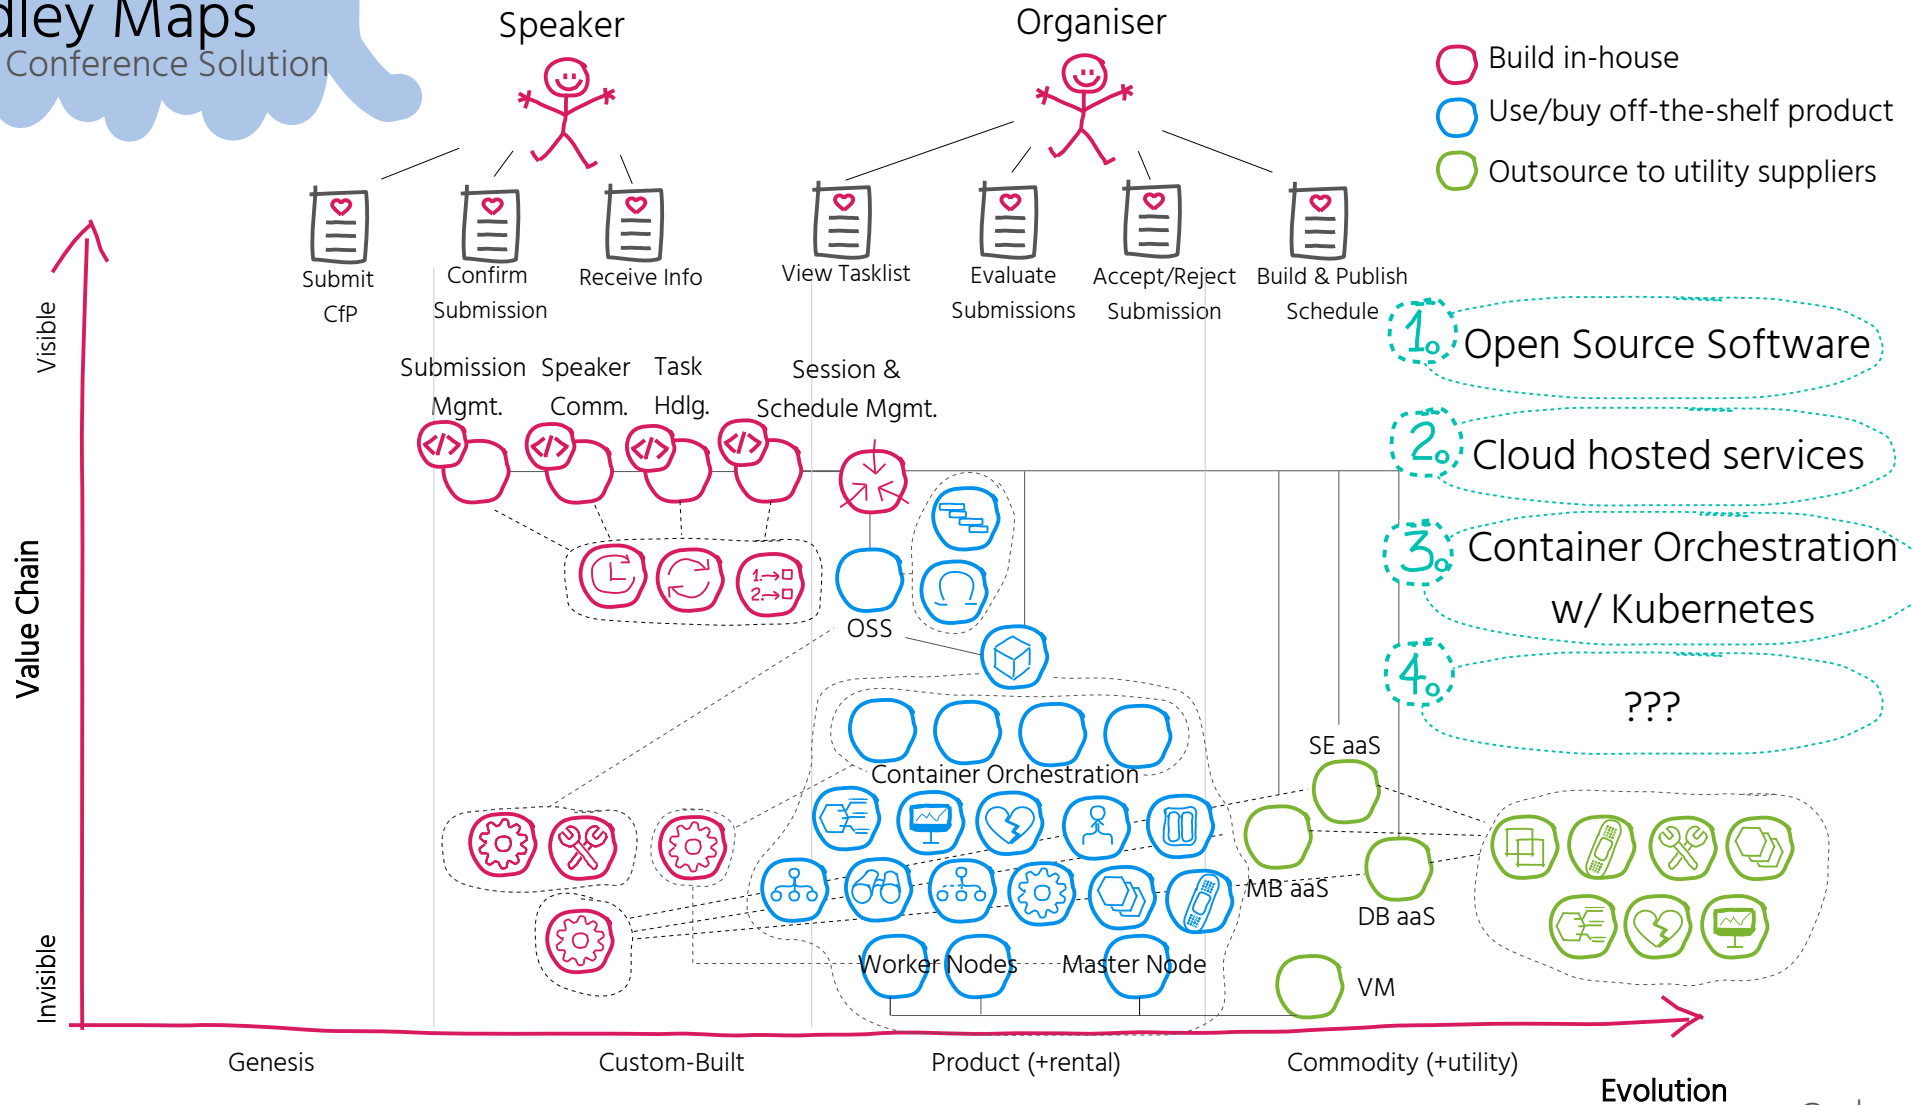 dley Maps
Conference Solution
Speaker
Organiser
Build in-house
Use/buy off-the-shelf product
Outsource to utility suppliers
Submit
CfP
Confirm
Submission
Receive Info
View Tasklist
Evaluate
Submissions
Accept/Reject
Submission
Build & Publish
Schedule
Visible
Value Chain
Invisible
Submission
Mgmt.
Speaker
Comm.
Task
Hdlg.
Session &
Schedule Mgmt.
</>
</>
</>
</>
1.→□
2.→□
OSS
Container Orchestration
Worker Nodes
Master Node
SE aaS
MB aaS
DB aaS
VM
1. Open Source Software
2. Cloud hosted services
3. Container Orchestration
w/ Kubernetes
4. ???
Genesis
Custom-Built
Product (+rental)
Commodity (+utility)
Evolution